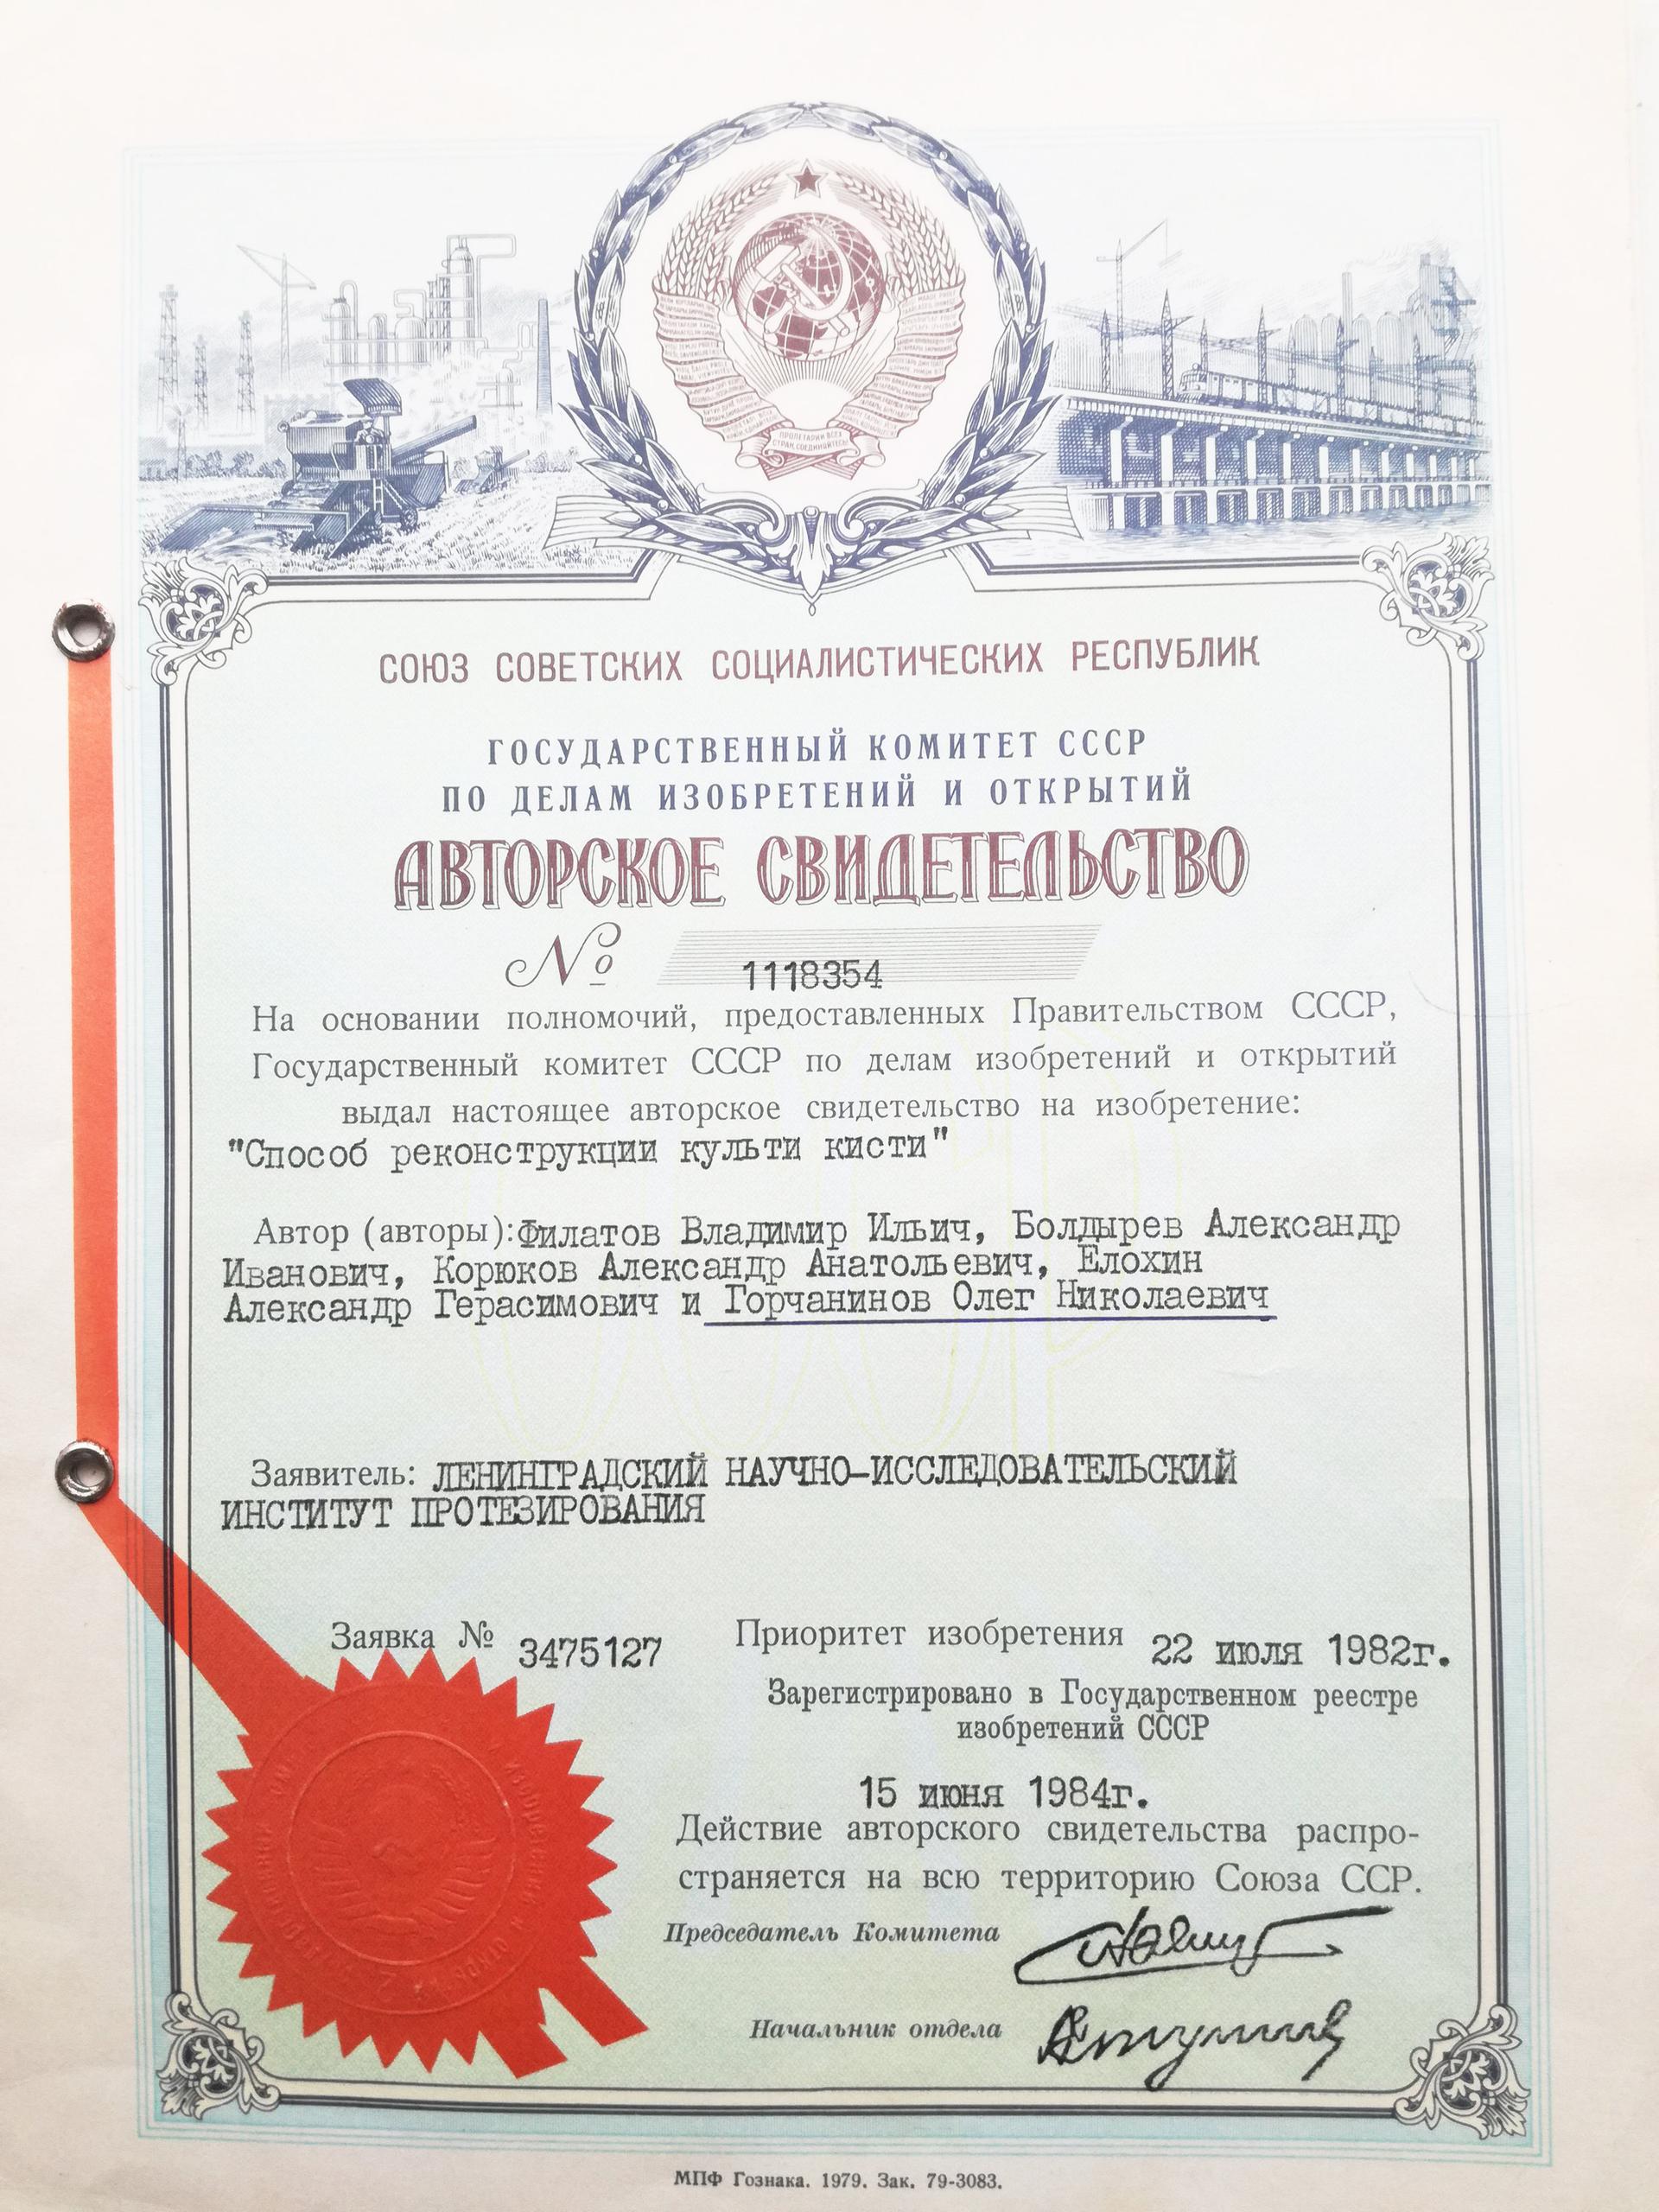 ПРОЛЕТАРИИ ВСЕХ
СТРАН, СОЕДИНЯЙТЕСЬ!
СОЮЗ СОВЕТСКИХ СОЦИАЛИСТИЧЕСКИХ РЕСПУБЛИК
ГОСУДАРСТВЕННЫЙ КОМИТЕТ СССР
ПО ДЕЛАМ ИЗОБРЕТЕНИЙ И ОТКРЫТИЙ
АВТОРСКОЕ СВИДЕТЕЛЬСТВО
№ 1118354
На основании полномочий, предоставленных Правительством СССР,
Государственный комитет СССР по делам изобретений и открытий
выдал настоящее авторское свидетельство на изобретение:
"Способ реконструкции культи кисти"
Автор (авторы): Филатов Владимир Ильич, Болдырев Александр
Иванович, Корюков Александр Анатольевич, Елохин
Александр Герасимович и Горчанинов Олег Николаевич
Заявитель: ЛЕНИНГРАДСКИЙ НАУЧНО-ИССЛЕДОВАТЕЛЬСКИЙ
ИНСТИТУТ ПРОТЕЗИРОВАНИЯ
Заявка № 3475127 Приоритет изобретения 22 июля 1982г.
Зарегистрировано в Государственном реестре
изобретений СССР
15 июня 1984г.
Действие авторского свидетельства распро-
страняется на всю территорию Союза ССР.
Председатель Комитета
Начальник отдела
МПФ Гознака. 1979. Зак. 79-3083.